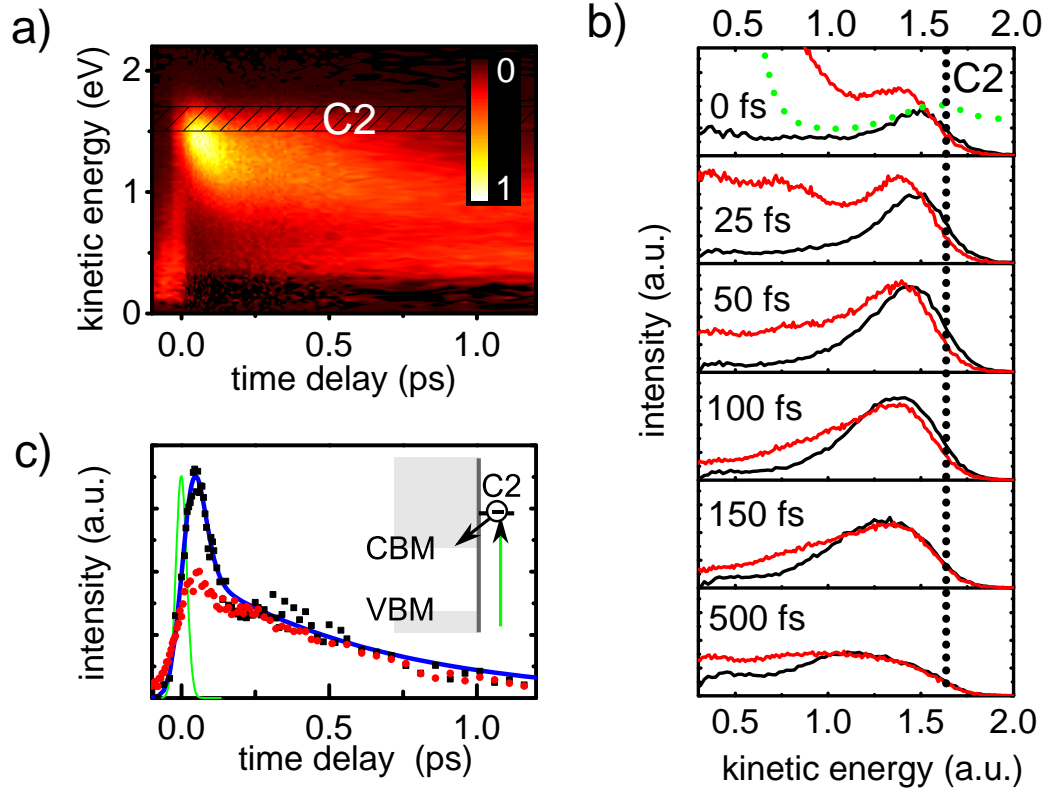 a)
kinetic energy (eV)
2
1
0
C2
0
1
0.0
0.5
1.0
time delay (ps)
b)
0.5
1.0
1.5
2.0
C2
0 fs
25 fs
50 fs
100 fs
150 fs
500 fs
intensity (a.u.)
0.5
1.0
1.5
2.0
kinetic energy (a.u.)
c)
intensity (a.u.)
C2
CBM
VBM
0.0
0.5
1.0
time delay (ps)